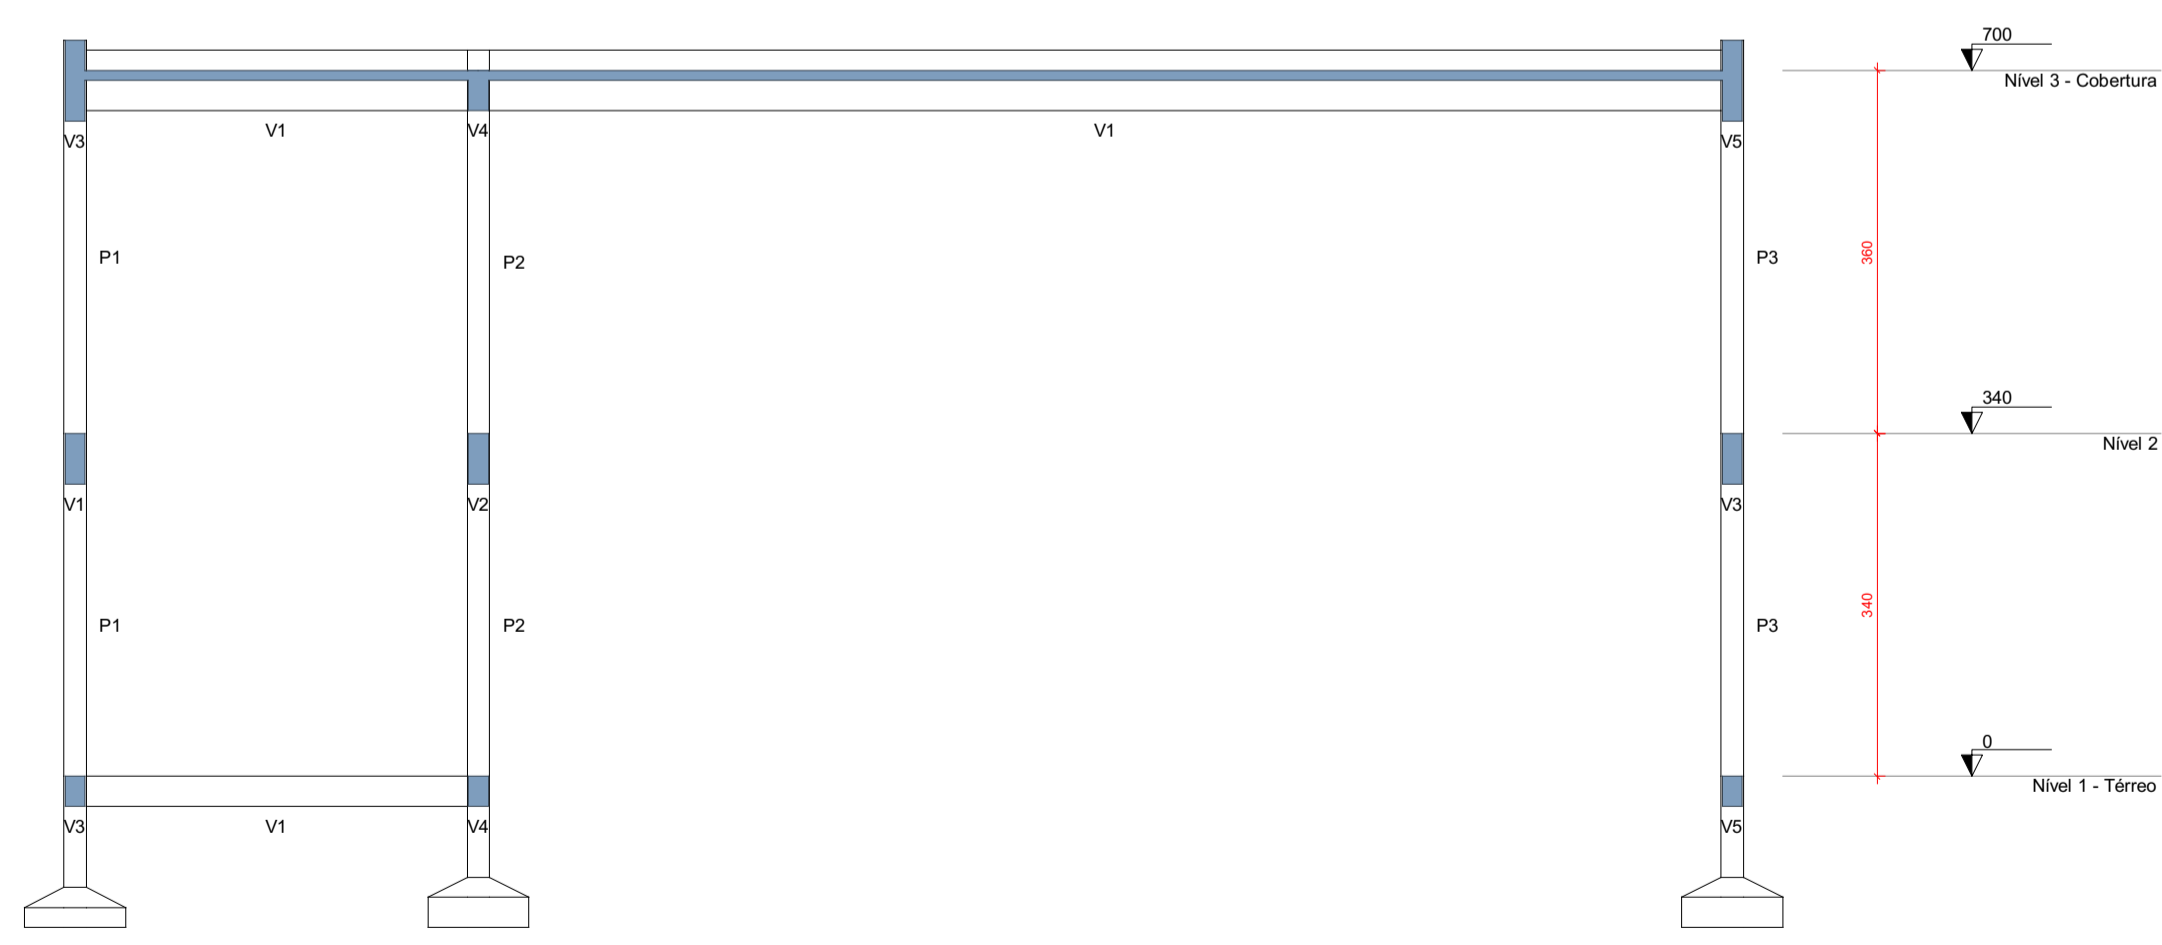 700
Nível 3 - Cobertura
V1
V4
V1
V3
V5
P1
P2
P3
360
340
Nível 2
V1
V2
V3
P1
P2
P3
340
0
Nível 1 - Térreo
V3
V1
V4
V5